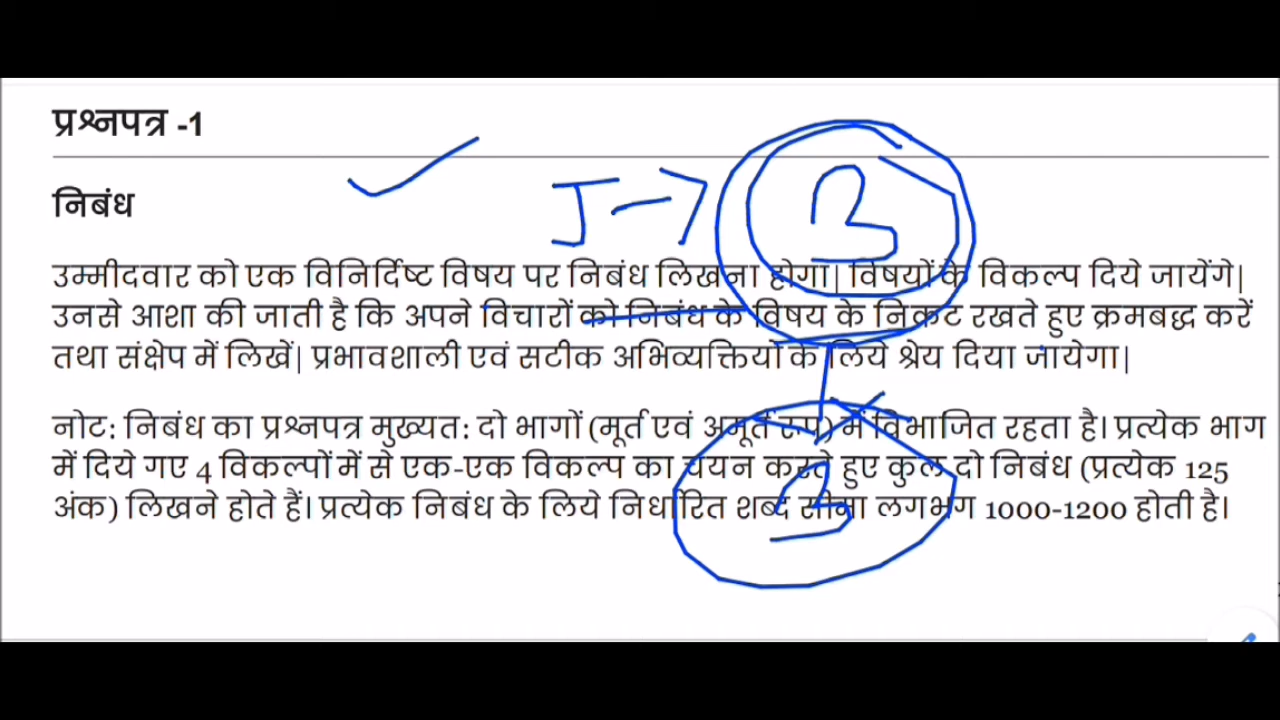 प्रश्नपत्र -1
निबंध
उम्मीदवार को एक विनिर्दिष्ट विषय पर निबंध लिखना होगा| विषयों के विकल्प दिये जायेंगे|
उनसे आशा की जाती है कि अपने विचारों को निबंध के विषय के निकट रखते हुए क्रमबद्ध करें
तथा संक्षेप में लिखें| प्रभावशाली एवं सटीक अभिव्यक्तियों के लिये श्रेय दिया जायेगा|
नोट: निबंध का प्रश्नपत्र मुख्यत: दो भागों (मूर्त एवं अमूर्त रूप) में विभाजित रहता है। प्रत्येक भाग
में दिये गए 4 विकल्पों में से एक-एक विकल्प का चयन करते हुए कुल दो निबंध (प्रत्येक 125
अंक) लिखने होते हैं। प्रत्येक निबंध के लिये निर्धारित शब्द सीमा लगभग 1000-1200 होती है।